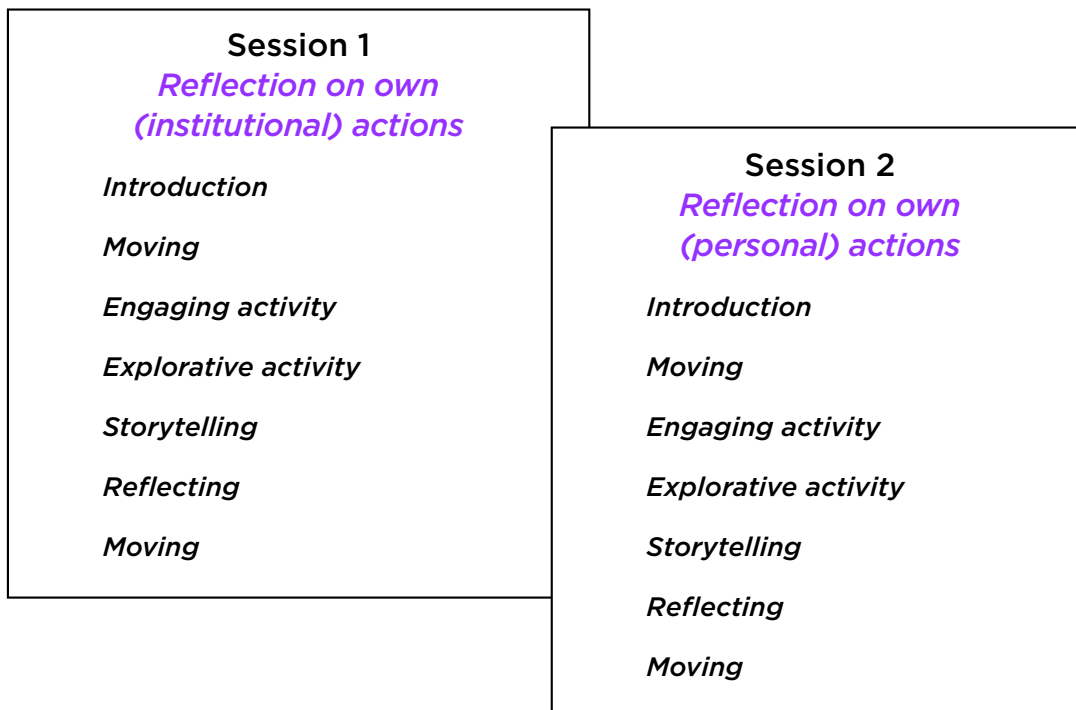 Session 1
Reflection on own
(institutional) actions
Introduction
Moving
Engaging activity
Explorative activity
Storytelling
Reflecting
Moving
Session 2
Reflection on own
(personal) actions
Introduction
Moving
Engaging activity
Explorative activity
Storytelling
Reflecting
Moving